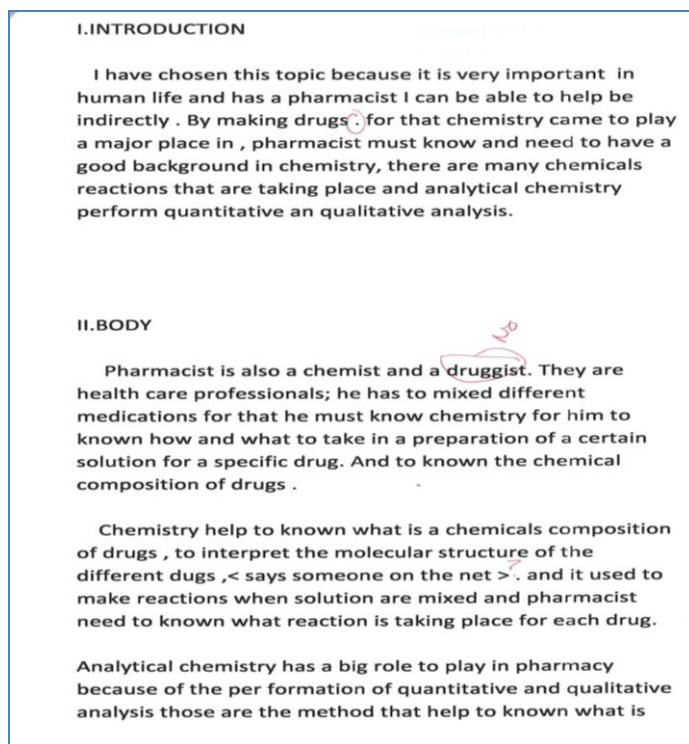 I.INTRODUCTION
I have chosen this topic because it is very important in
human life and has a pharmacist I can be able to help be
indirectly . By making drugs . for that chemistry came to play
a major place in , pharmacist must know and need to have a
good background in chemistry, there are many chemicals
reactions that are taking place and analytical chemistry
perform quantitative an qualitative analysis.
II.BODY
No
Pharmacist is also a chemist and a druggist. They are
health care professionals; he has to mixed different
medications for that he must know chemistry for him to
known how and what to take in a preparation of a certain
solution for a specific drug. And to known the chemical
composition of drugs .
Chemistry help to known what is a chemicals composition
of drugs , to interpret the molecular structure of the
?
different dugs ,< says someone on the net > . and it used to
make reactions when solution are mixed and pharmacist
need to known what reaction is taking place for each drug.
Analytical chemistry has a big role to play in pharmacy
because of the per formation of quantitative and qualitative
analysis those are the method that help to known what is